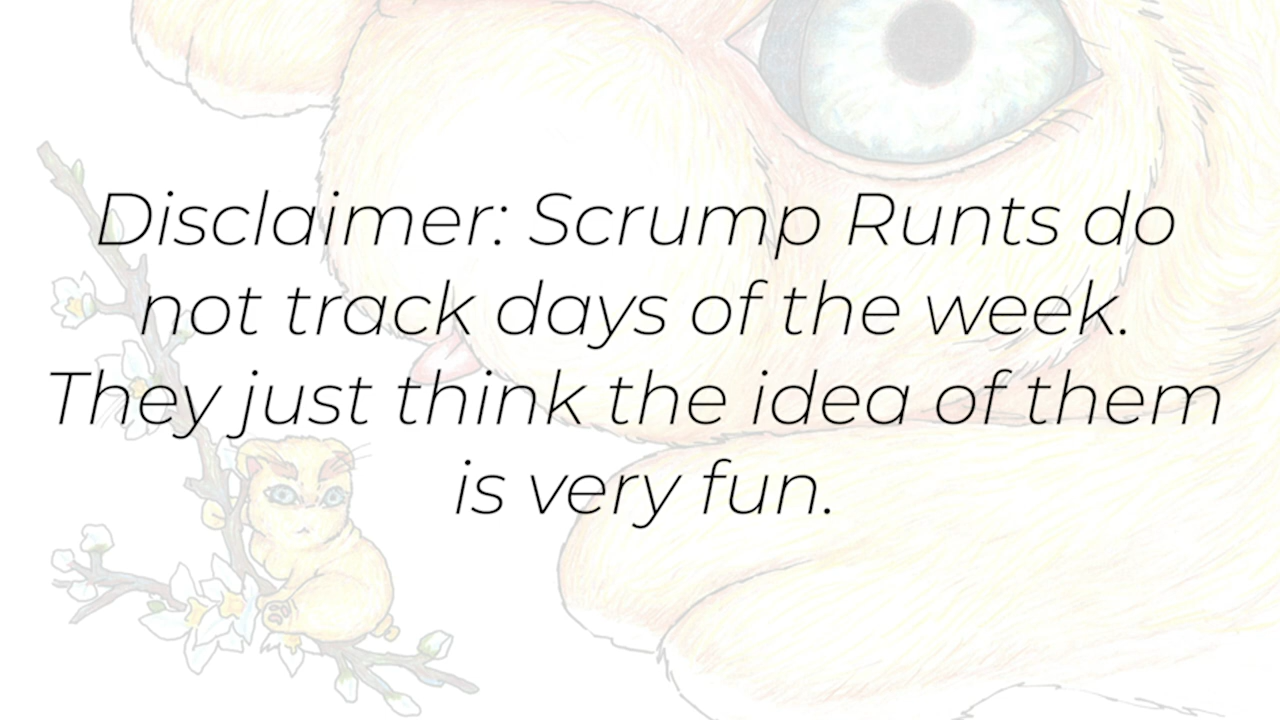 Disclaimer: Scrump Runts do
not track days of the week.
They just think the idea of them
is very fun.